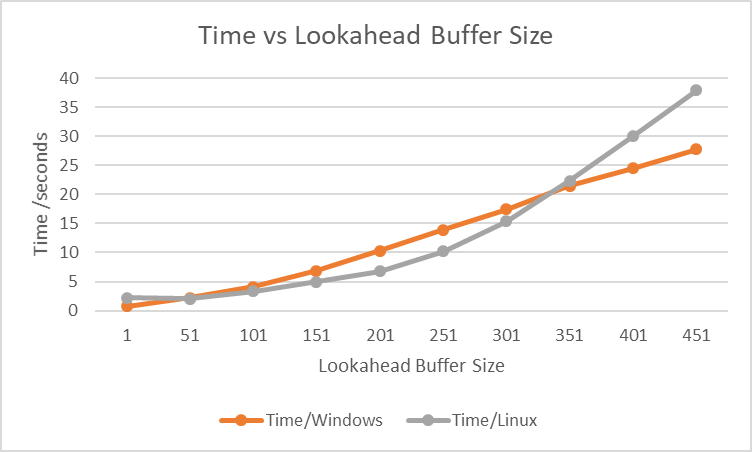 Time vs Lookahead Buffer Size
40
35
30
25
20
15
10
5
0
Time /seconds
1 51 101 151 201 251 301 351 401 451
Lookahead Buffer Size
Time/Windows Time/Linux